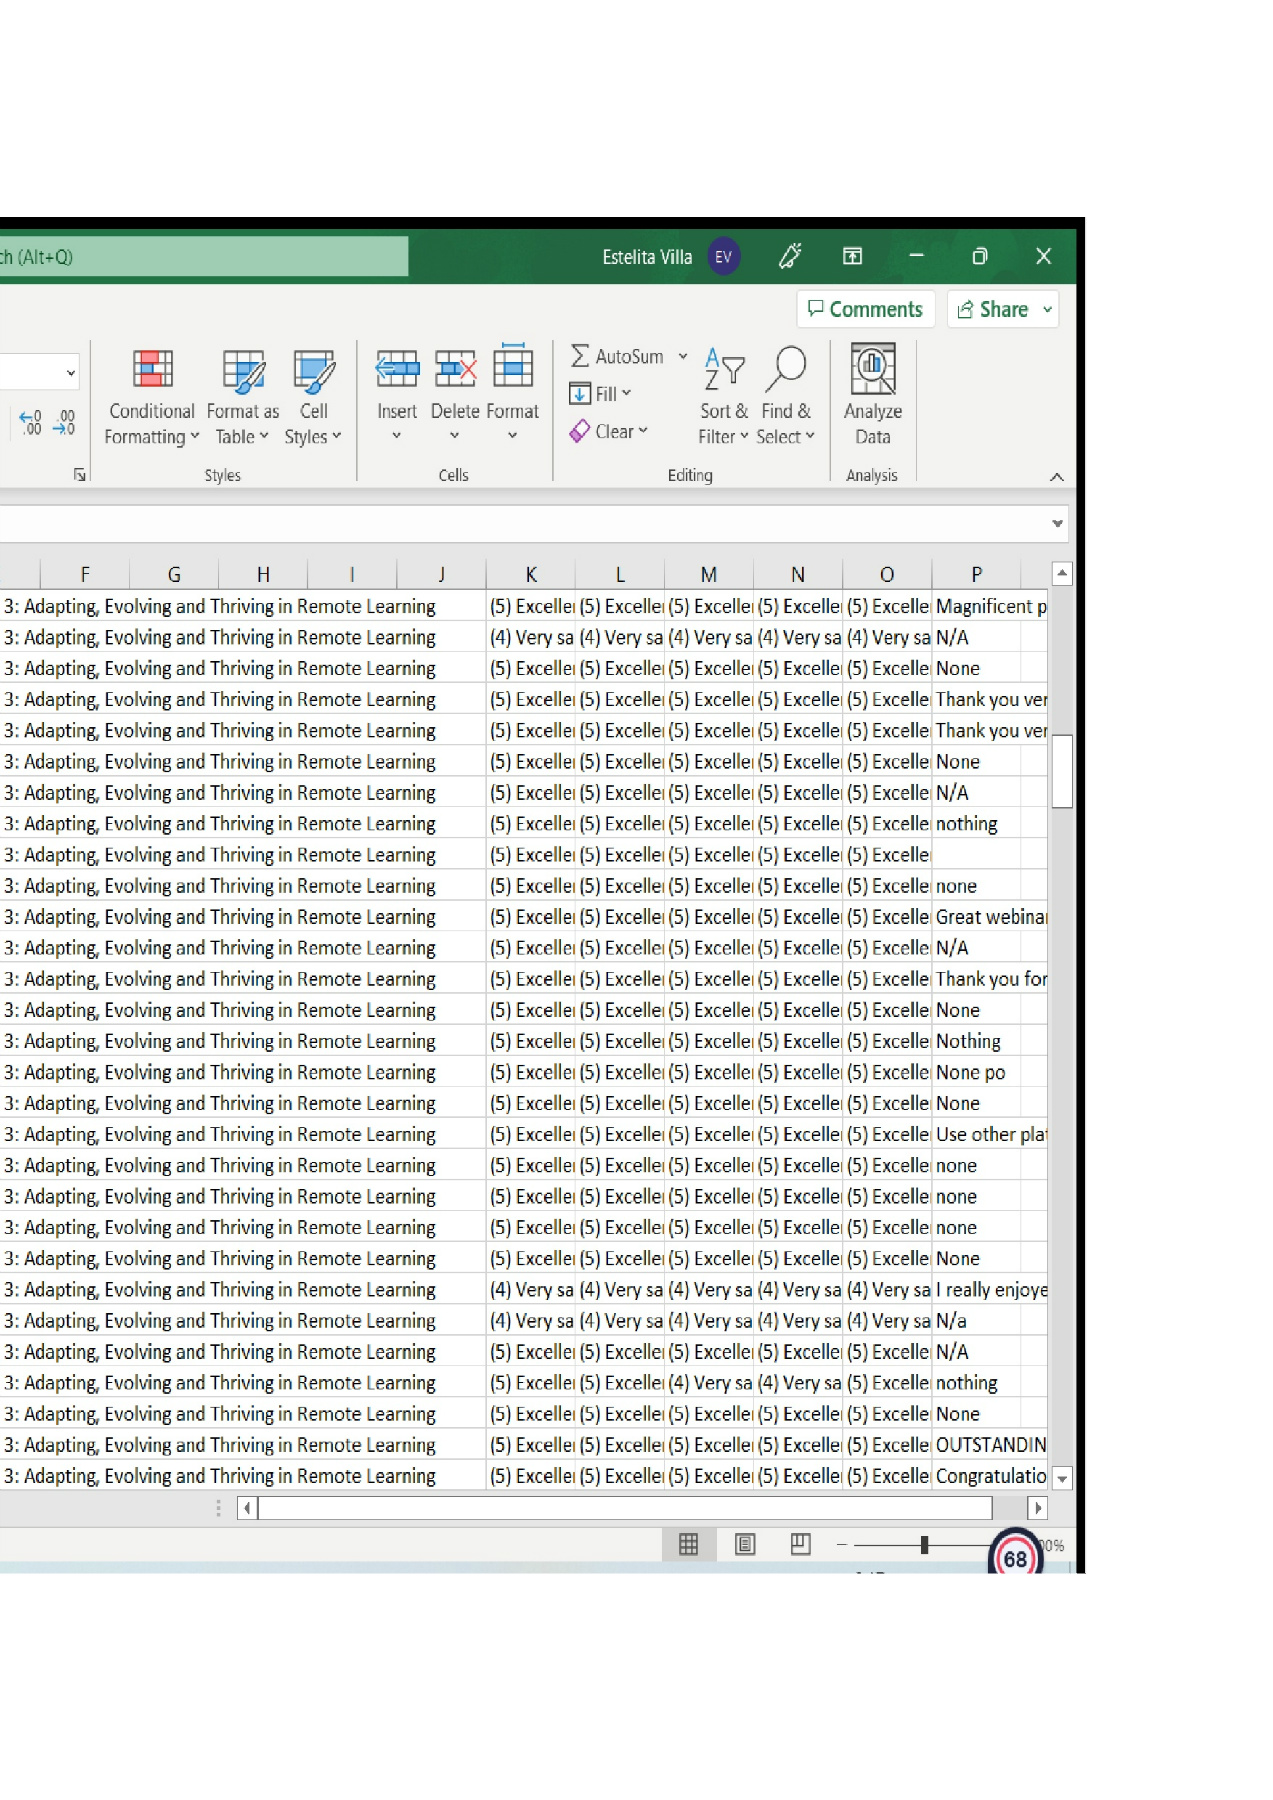 ch (Alt+Q) Estelita Villa EV
Comments Share
AutoSum
Fill
Clear
Conditional Formatting Format as Table Cell Styles Insert Delete Format Sort & Filter Find & Select Analyze Data
Styles Cells Editing Analysis
F G H I J K L M N O P
3: Adapting, Evolving and Thriving in Remote Learning (5) Excelle (5) Excelle (5) Excelle (5) Excelle (5) Excelle Magnificent p
3: Adapting, Evolving and Thriving in Remote Learning (4) Very sa (4) Very sa (4) Very sa (4) Very sa (4) Very sa N/A
3: Adapting, Evolving and Thriving in Remote Learning (5) Excelle (5) Excelle (5) Excelle (5) Excelle (5) Excelle None
3: Adapting, Evolving and Thriving in Remote Learning (5) Excelle (5) Excelle (5) Excelle (5) Excelle (5) Excelle Thank you ver
3: Adapting, Evolving and Thriving in Remote Learning (5) Excelle (5) Excelle (5) Excelle (5) Excelle (5) Excelle Thank you ver
3: Adapting, Evolving and Thriving in Remote Learning (5) Excelle (5) Excelle (5) Excelle (5) Excelle (5) Excelle None
3: Adapting, Evolving and Thriving in Remote Learning (5) Excelle (5) Excelle (5) Excelle (5) Excelle (5) Excelle N/A
3: Adapting, Evolving and Thriving in Remote Learning (5) Excelle (5) Excelle (5) Excelle (5) Excelle (5) Excelle nothing
3: Adapting, Evolving and Thriving in Remote Learning (5) Excelle (5) Excelle (5) Excelle (5) Excelle (5) Excelle
3: Adapting, Evolving and Thriving in Remote Learning (5) Excelle (5) Excelle (5) Excelle (5) Excelle (5) Excelle none
3: Adapting, Evolving and Thriving in Remote Learning (5) Excelle (5) Excelle (5) Excelle (5) Excelle (5) Excelle Great webinar
3: Adapting, Evolving and Thriving in Remote Learning (5) Excelle (5) Excelle (5) Excelle (5) Excelle (5) Excelle N/A
3: Adapting, Evolving and Thriving in Remote Learning (5) Excelle (5) Excelle (5) Excelle (5) Excelle (5) Excelle Thank you for
3: Adapting, Evolving and Thriving in Remote Learning (5) Excelle (5) Excelle (5) Excelle (5) Excelle (5) Excelle None
3: Adapting, Evolving and Thriving in Remote Learning (5) Excelle (5) Excelle (5) Excelle (5) Excelle (5) Excelle Nothing
3: Adapting, Evolving and Thriving in Remote Learning (5) Excelle (5) Excelle (5) Excelle (5) Excelle (5) Excelle None po
3: Adapting, Evolving and Thriving in Remote Learning (5) Excelle (5) Excelle (5) Excelle (5) Excelle (5) Excelle None
3: Adapting, Evolving and Thriving in Remote Learning (5) Excelle (5) Excelle (5) Excelle (5) Excelle (5) Excelle Use other plat
3: Adapting, Evolving and Thriving in Remote Learning (5) Excelle (5) Excelle (5) Excelle (5) Excelle (5) Excelle none
3: Adapting, Evolving and Thriving in Remote Learning (5) Excelle (5) Excelle (5) Excelle (5) Excelle (5) Excelle none
3: Adapting, Evolving and Thriving in Remote Learning (5) Excelle (5) Excelle (5) Excelle (5) Excelle (5) Excelle none
3: Adapting, Evolving and Thriving in Remote Learning (5) Excelle (5) Excelle (5) Excelle (5) Excelle (5) Excelle None
3: Adapting, Evolving and Thriving in Remote Learning (4) Very sa (4) Very sa (4) Very sa (4) Very sa (4) Very sa I really enjoye
3: Adapting, Evolving and Thriving in Remote Learning (4) Very sa (4) Very sa (4) Very sa (4) Very sa (4) Very sa N/a
3: Adapting, Evolving and Thriving in Remote Learning (5) Excelle (5) Excelle (5) Excelle (5) Excelle (5) Excelle N/A
3: Adapting, Evolving and Thriving in Remote Learning (5) Excelle (5) Excelle (4) Very sa (4) Very sa (5) Excelle nothing
3: Adapting, Evolving and Thriving in Remote Learning (5) Excelle (5) Excelle (5) Excelle (5) Excelle (5) Excelle None
3: Adapting, Evolving and Thriving in Remote Learning (5) Excelle (5) Excelle (5) Excelle (5) Excelle (5) Excelle OUTSTANDIN
3: Adapting, Evolving and Thriving in Remote Learning (5) Excelle (5) Excelle (5) Excelle (5) Excelle (5) Excelle Congratulatio
68 00%